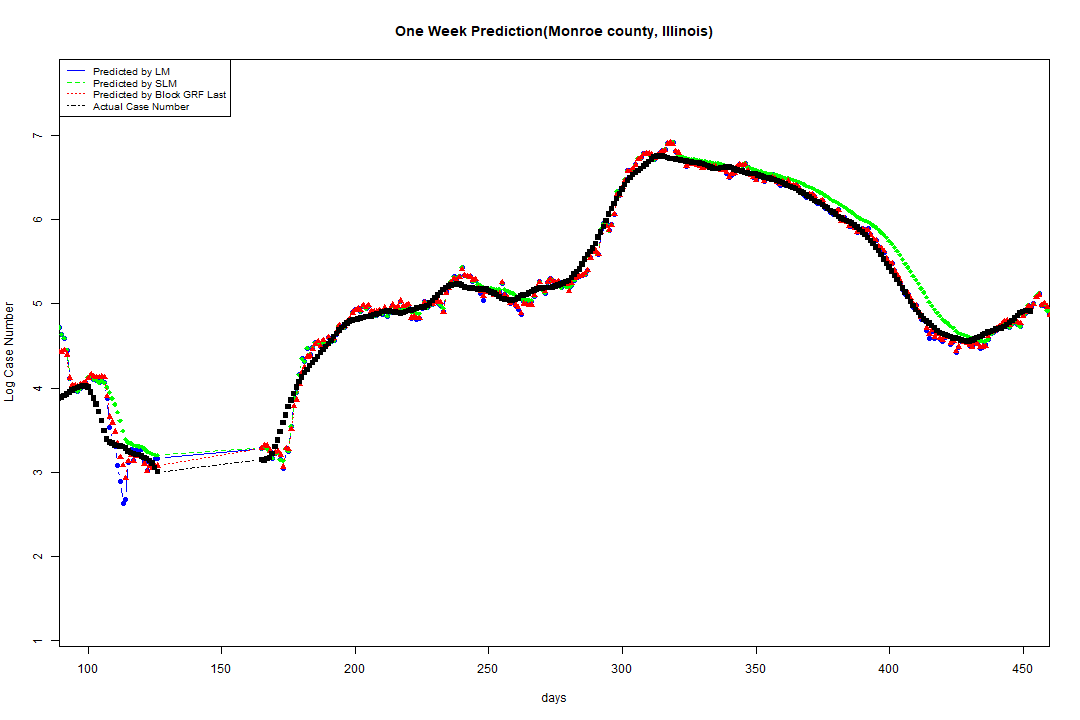 One Week Prediction(Monroe county, Illinois)
Predicted by LM
Predicted by SLM
Predicted by Block GRF Last
Actual Case Number
Log Case Number
7
6
5
4
3
2
1
100 150 200 250 300 350 400 450
days